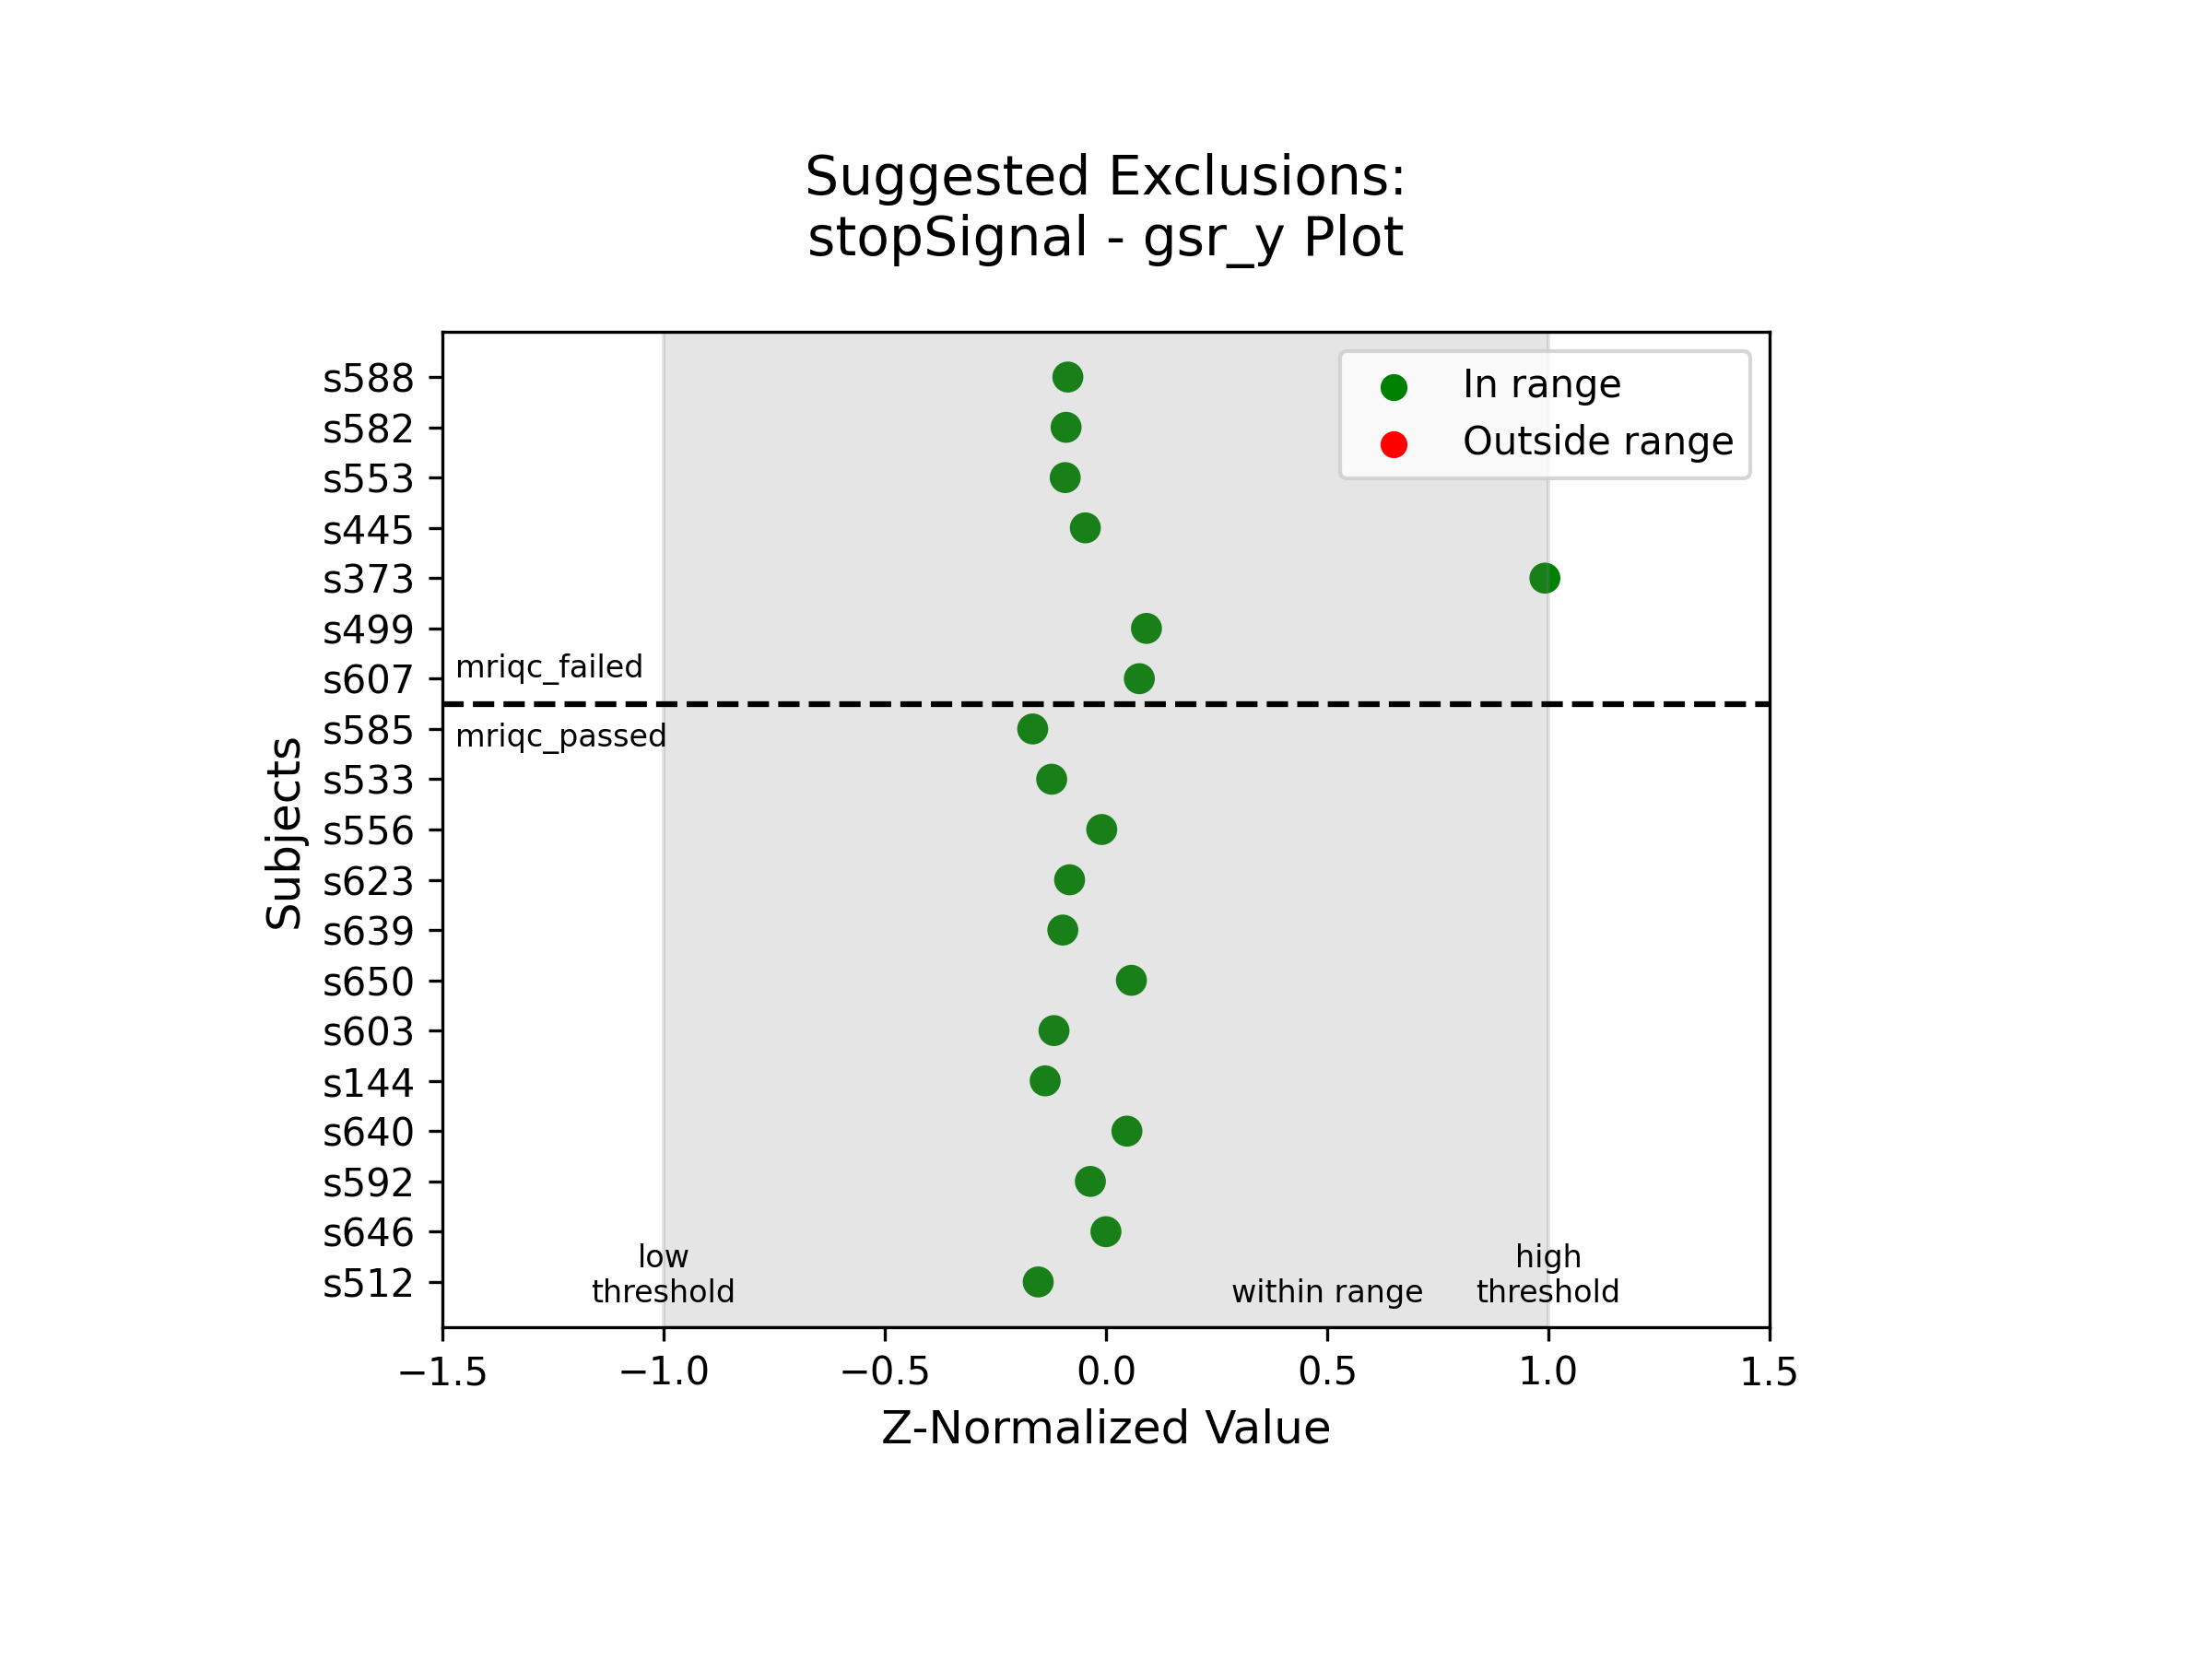 Suggested Exclusions:
stopSignal - gsr_y Plot
In range
Outside range
s588
s582
s553
s445
s373
s499
s607
mriqc_failed
mriqc_passed
s585
s533
s556
s623
s639
s650
s603
s144
s640
s592
s646
s512
Subjects
low
threshold
within range
high
threshold
−1.5 −1.0 −0.5 0.0 0.5 1.0 1.5
Z-Normalized Value